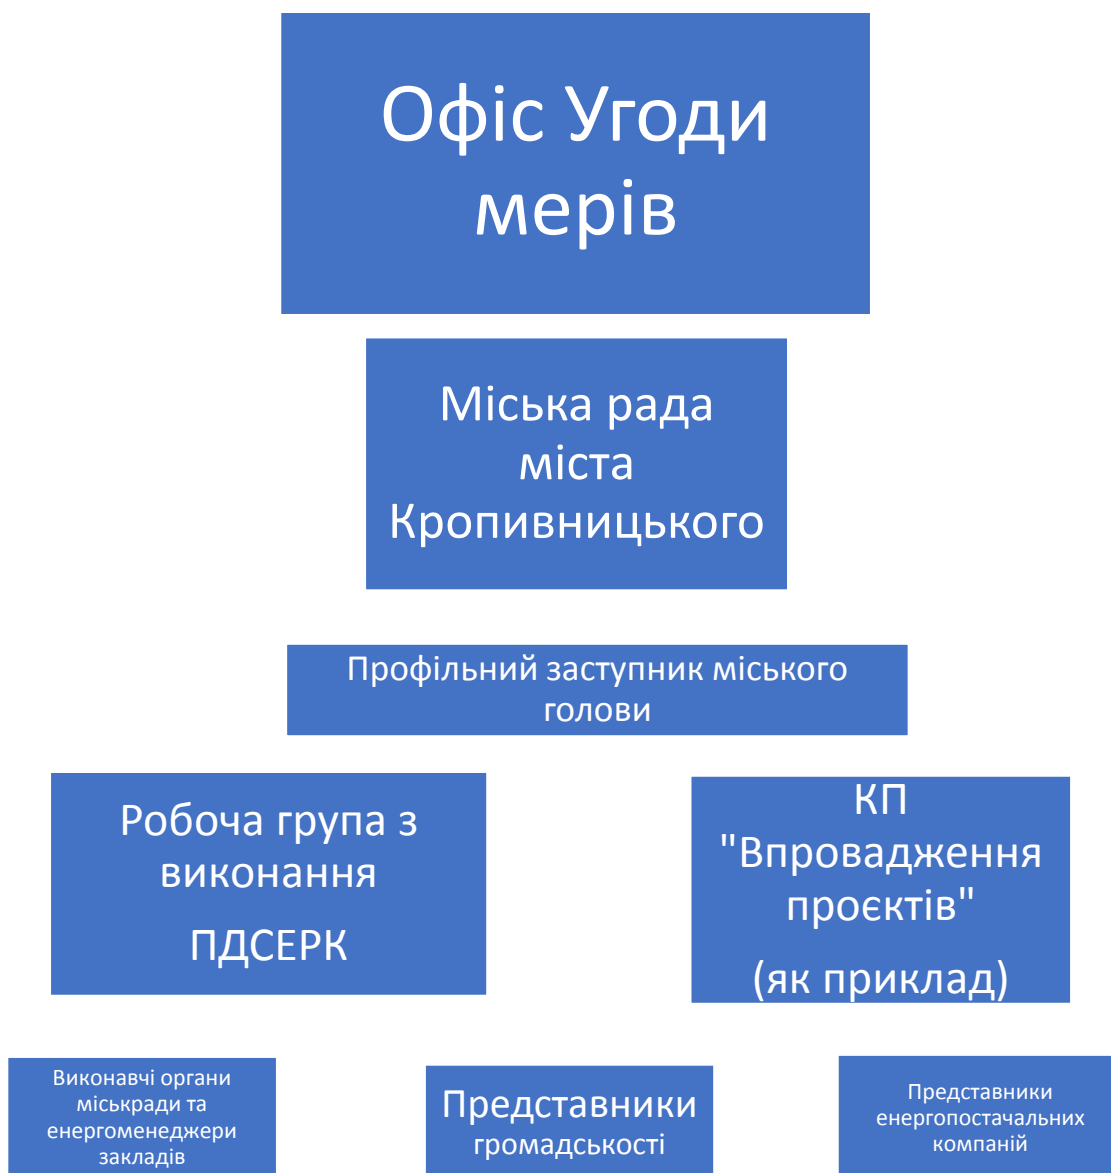 Офіс Угоди
мерів
Міська рада
міста
Кропивницького
Профільний заступник міського
голови
Робоча група з
виконання
ПДСЕРК
КП
"Впровадження
проєктів"
(як приклад)
Виконавчі органи
міськради та
енергоменеджери
закладів
Представники
громадськості
Представники
енергопостачальних
компаній